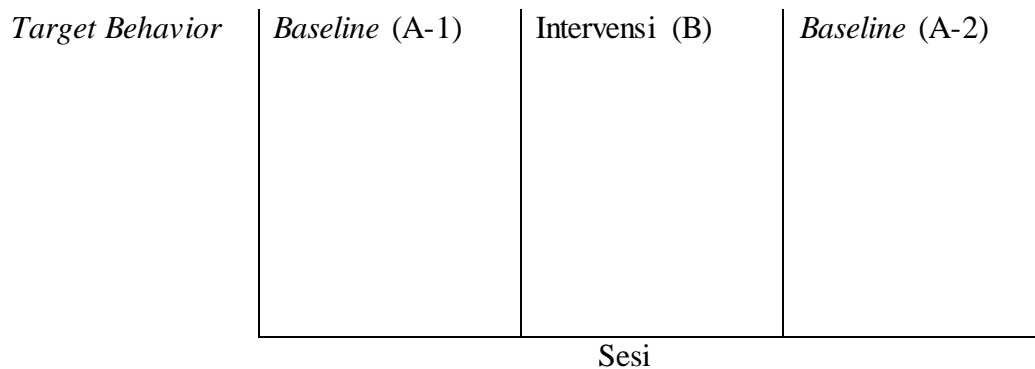 Target Behavior Baseline (A-1) Intervensi (B) Baseline (A-2)
Sesi